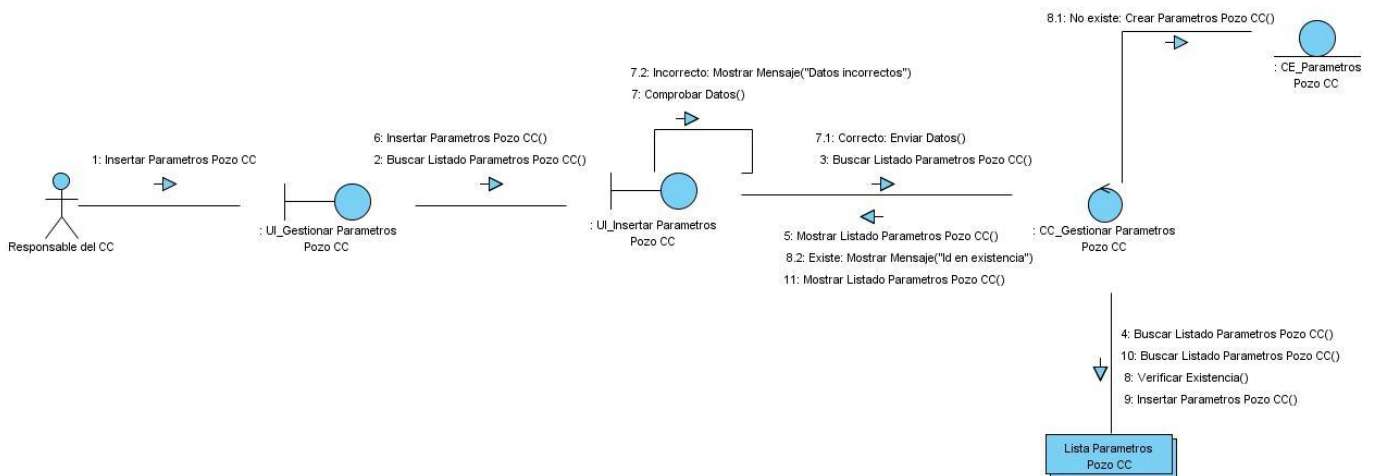 8.1: No existe: Crear Parametros Pozo CC()
: CE_Parametros
Pozo CC
7.2: Incorrecto: Mostrar Mensaje("Datos incorrectos")
7: Comprobar Datos()
1: Insertar Parametros Pozo CC
6: Insertar Parametros Pozo CC()
2: Buscar Listado Parametros Pozo CC()
7.1: Correcto: Enviar Datos()
3: Buscar Listado Parametros Pozo CC()
Responsable del CC
: UI_Gestionar Parametros
Pozo CC
: UI_Insertar Parametros
Pozo CC
5: Mostrar Listado Parametros Pozo CC()
8.2: Existe: Mostrar Mensaje("Id en existencia")
11: Mostrar Listado Parametros Pozo CC()
: CC_Gestionar Parametros
Pozo CC
4: Buscar Listado Parametros Pozo CC()
10: Buscar Listado Parametros Pozo CC()
8: Verificar Existencia()
9: Insertar Parametros Pozo CC()
Lista Parametros
Pozo CC